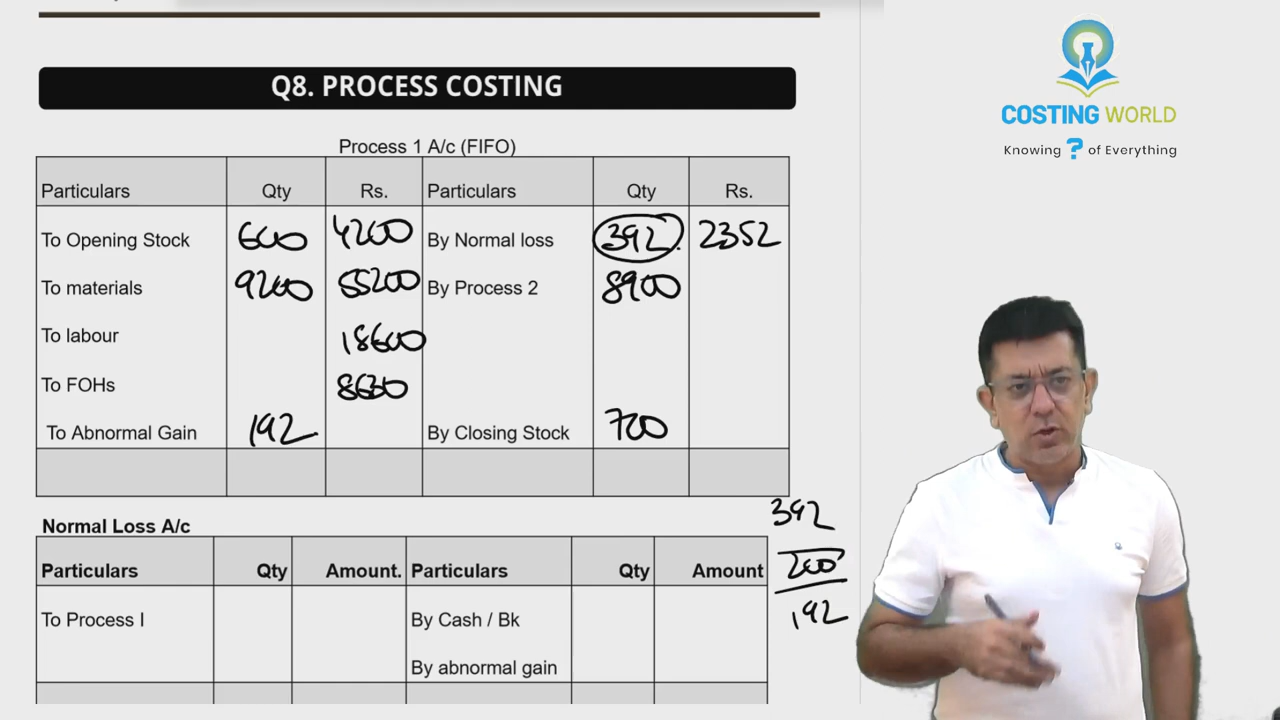 COSTING WORLD
Knowing ? of Everything
Q8. PROCESS COSTING
Process 1 A/c (FIFO)
Particulars Qty Rs. Particulars Qty Rs.
To Opening Stock 600 4200 By Normal loss 392 2352
To materials 9200 55200 By Process 2 8900
To labour 18600
To FOHs 8630
To Abnormal Gain 192 By Closing Stock 700
Normal Loss A/c
392
200
192
Particulars Qty Amount. Particulars Qty Amount
To Process I By Cash / Bk
By abnormal gain